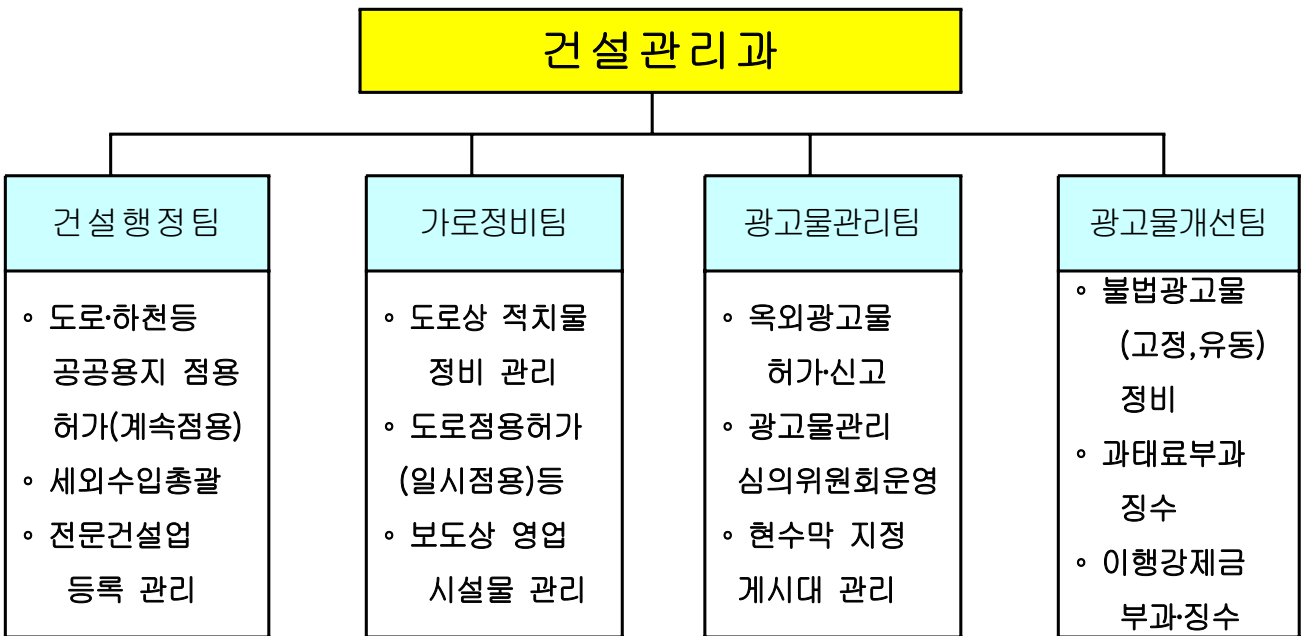 건설관리과
건설행정팀
∘ 도로·하천등
공공용지 점용
허가(계속점용)
∘ 세외수입총괄
∘ 전문건설업
등록 관리
가로정비팀
∘ 도로상 적치물
정비 관리
∘ 도로점용허가
(일시점용)등
∘ 보도상 영업
시설물 관리
광고물관리팀
∘ 옥외광고물
허가·신고
∘ 광고물관리
심의위원회운영
∘ 현수막 지정
게시대 관리
광고물개선팀
∘ 불법광고물
(고정,유동)
정비
∘ 과태료부과
징수
∘ 이행강제금
부과·징수